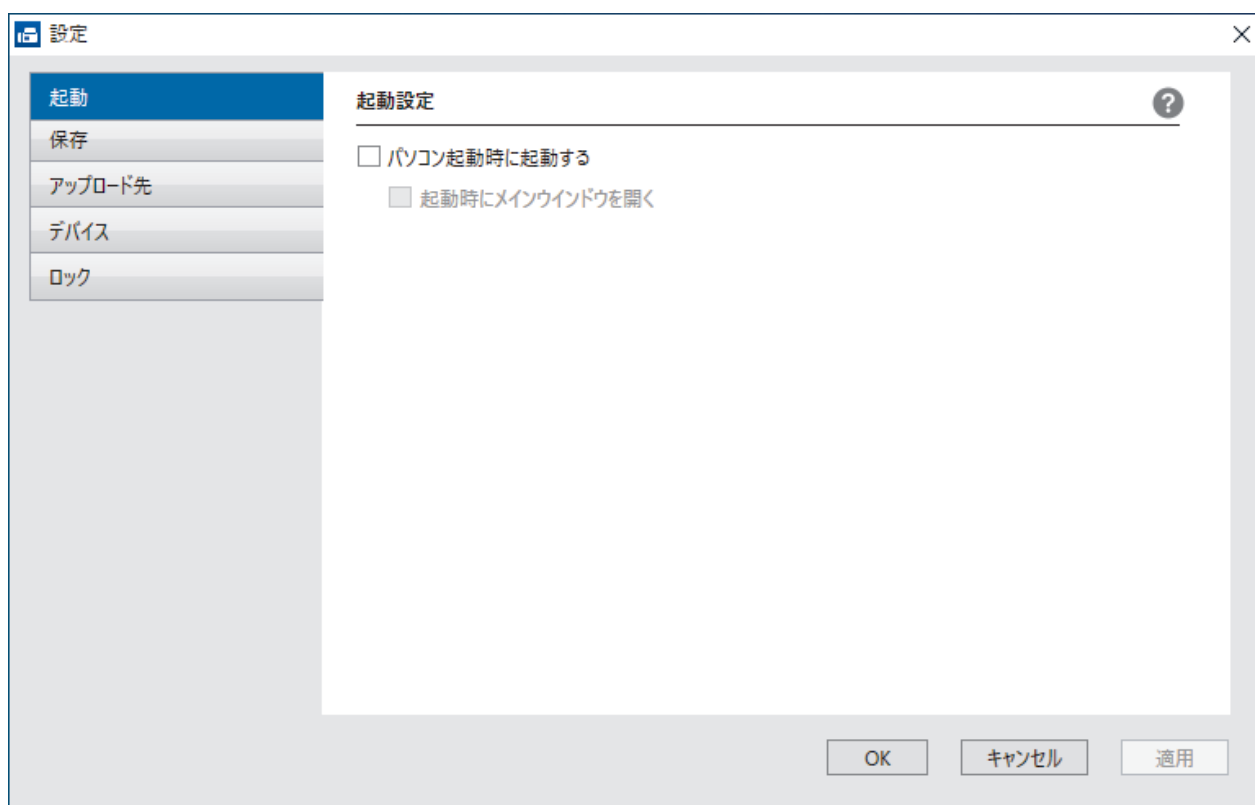 設定
起動
保存
アップロード先
デバイス
ロック
起動設定
?
パソコン起動時に起動する
起動時にメインウインドウを開く
OK
キャンセル
適用